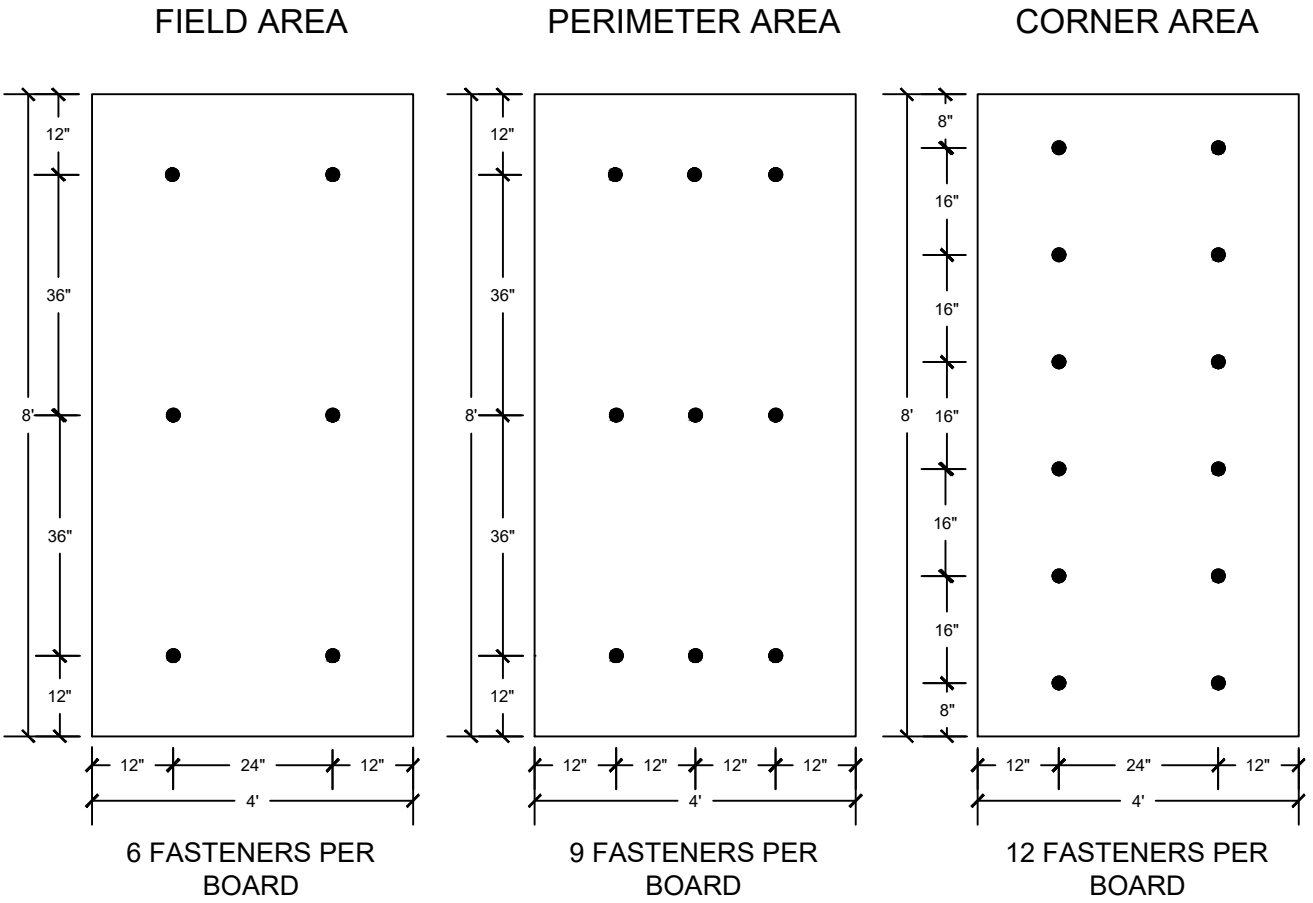 FIELD AREA
12"
36"
8'
36"
12"
12" 24" 12"
4'
6 FASTENERS PER
BOARD
PERIMETER AREA
12"
36"
8'
36"
12"
12" 12" 12" 12"
4'
9 FASTENERS PER
BOARD
CORNER AREA
8"
16"
16"
8' 16"
16"
16"
8"
12" 24" 12"
4'
12 FASTENERS PER
BOARD